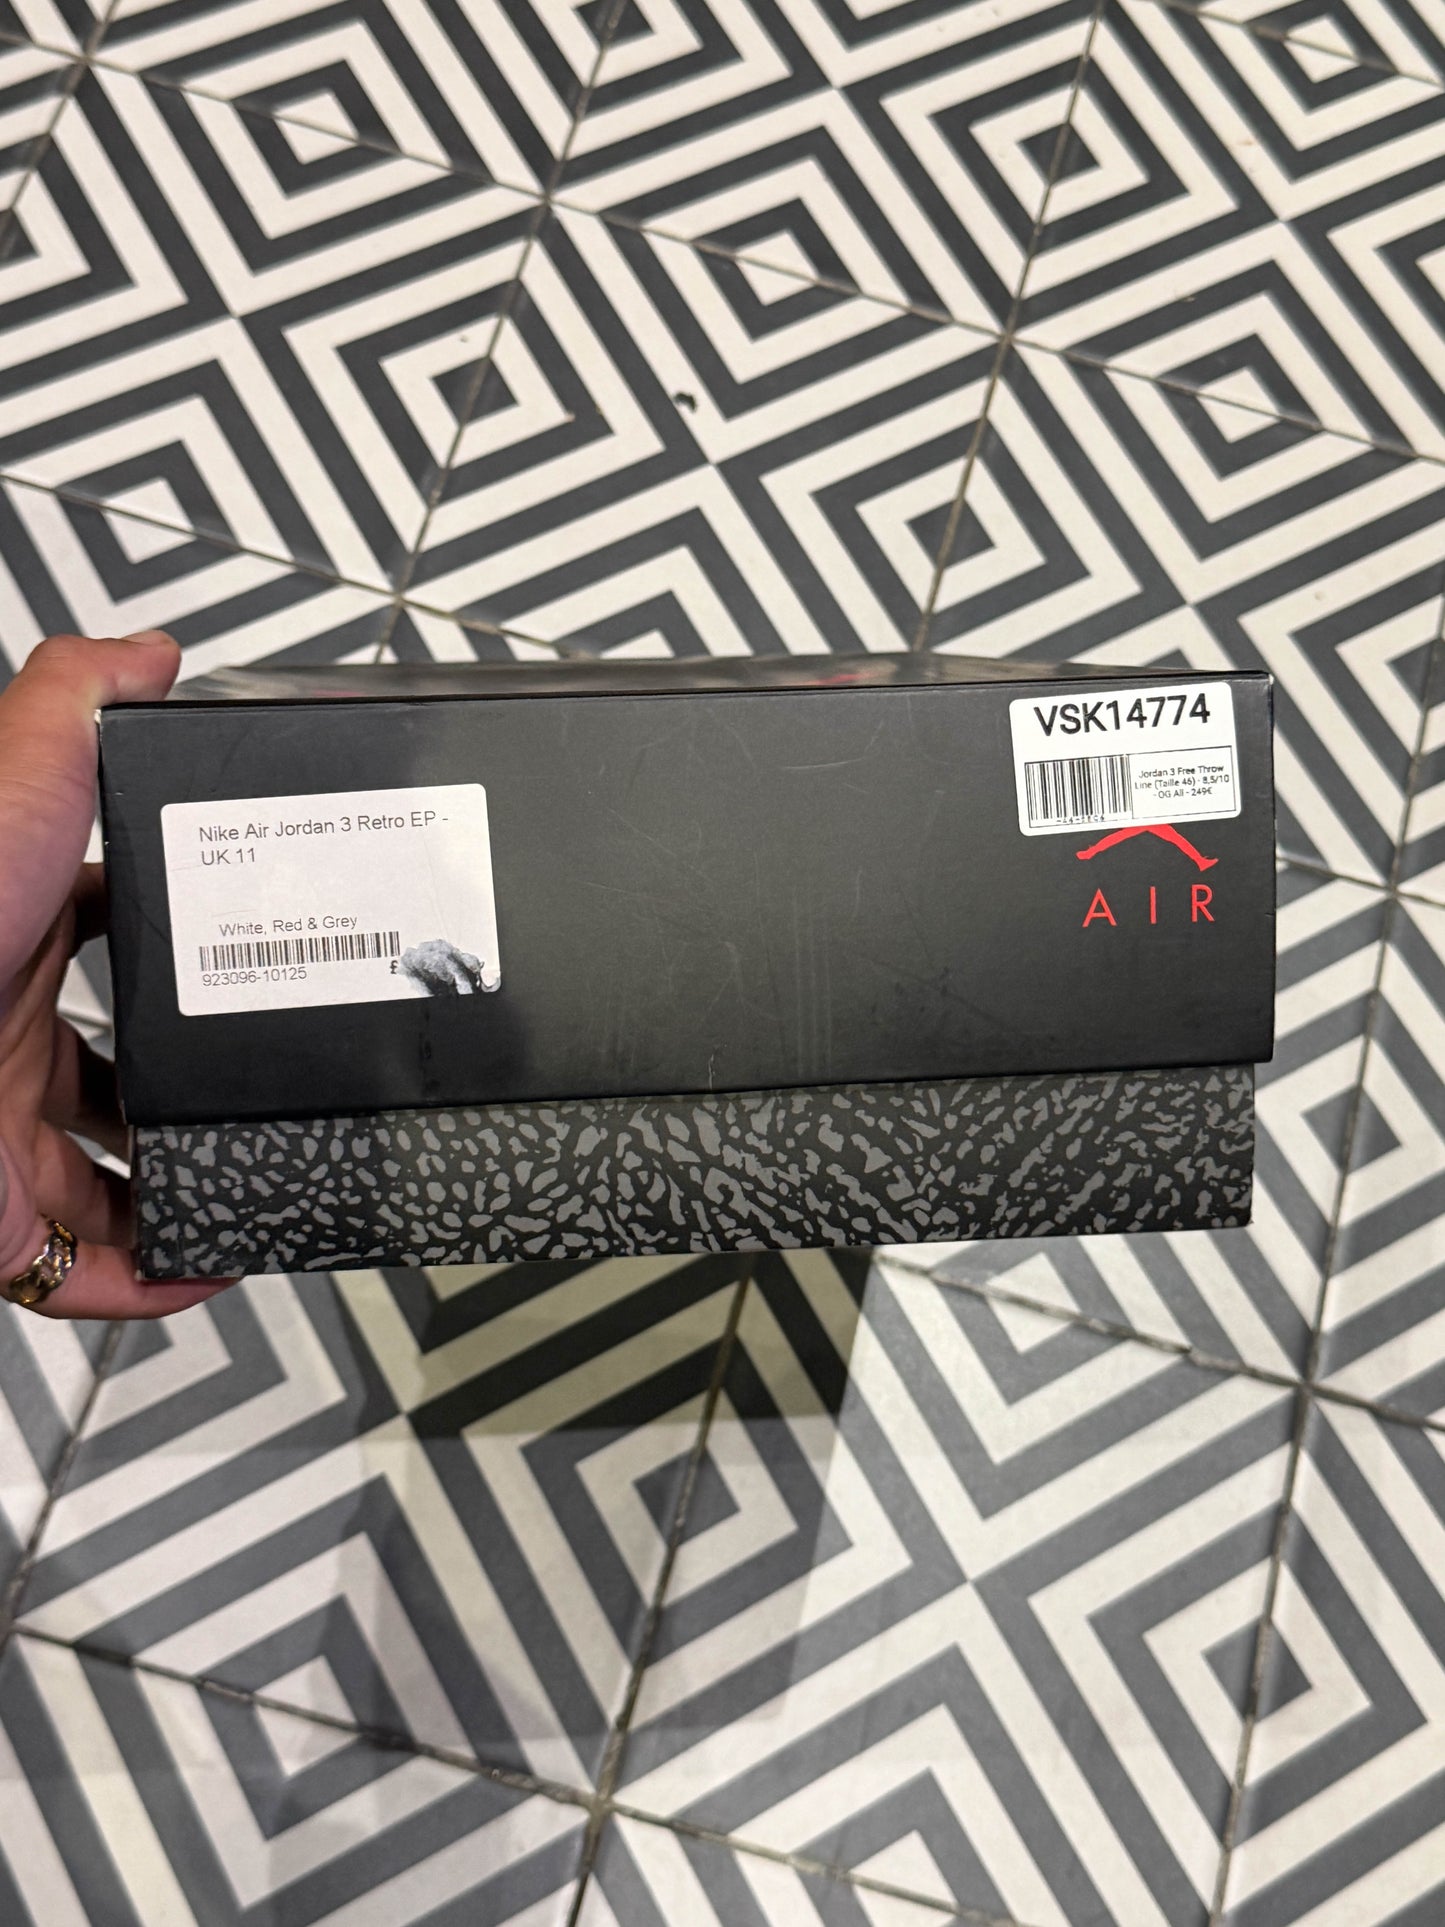 VSK14774
Jordan 3 Free Throw
Line (Taille 46) - 8,5/10
- OG All - 249€
Nike Air Jordan 3 Retro EP -
UK 11
White, Red & Grey
923096-10125
£
AIR